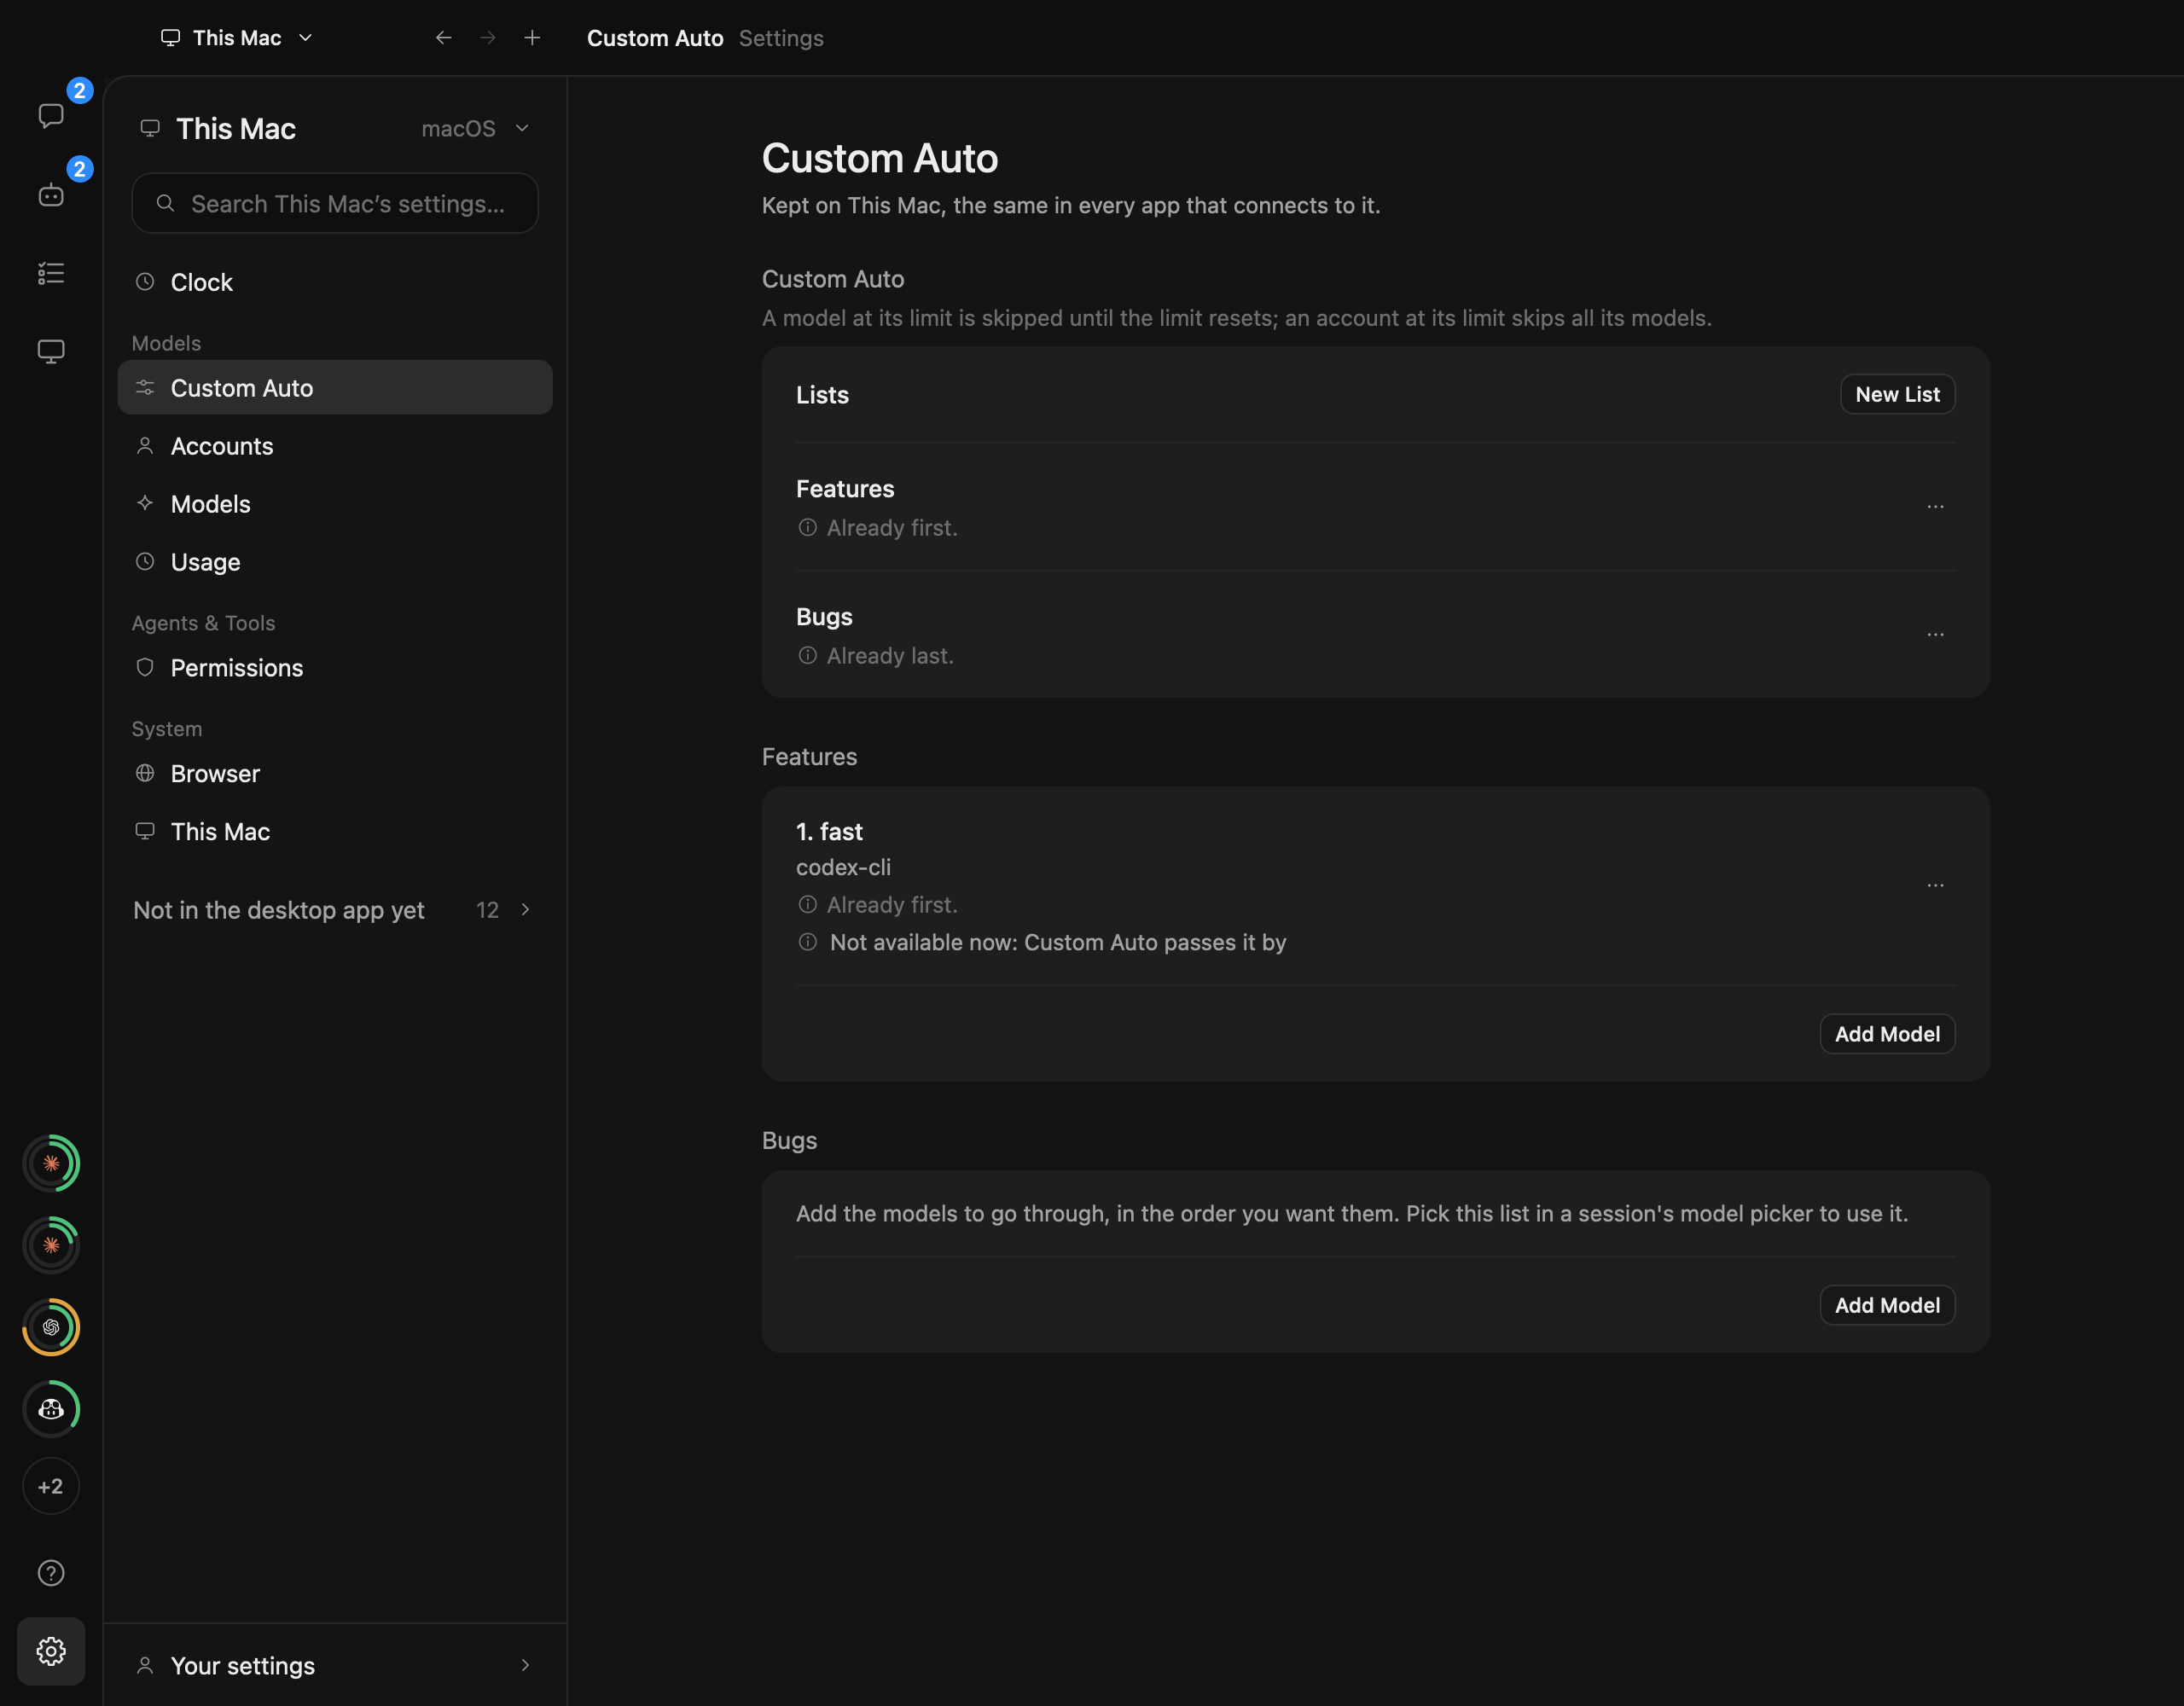 This Mac
Custom Auto Settings
2
2
This Mac macOS
Search This Mac’s settings...
Clock
Models
Custom Auto
Accounts
Models
Usage
Agents & Tools
Permissions
System
Browser
This Mac
Not in the desktop app yet 12
+2
Your settings
Custom Auto
Kept on This Mac, the same in every app that connects to it.
Custom Auto
A model at its limit is skipped until the limit resets; an account at its limit skips all its models.
Lists New List
Features
Already first.
Bugs
Already last.
Features
1. fast
codex-cli
Already first.
Not available now: Custom Auto passes it by
Add Model
Bugs
Add the models to go through, in the order you want them. Pick this list in a session's model picker to use it.
Add Model